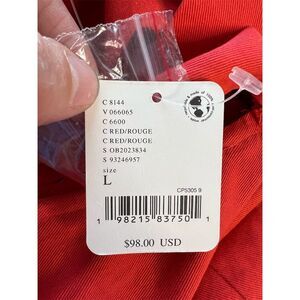 C 8144
V 066065
C 6600
C RED/ROUGE
C RED/ROUGE
S OB2023834
S 93246957
size
L
CP5305 9
1 98215 83750 1
$98.00 USD